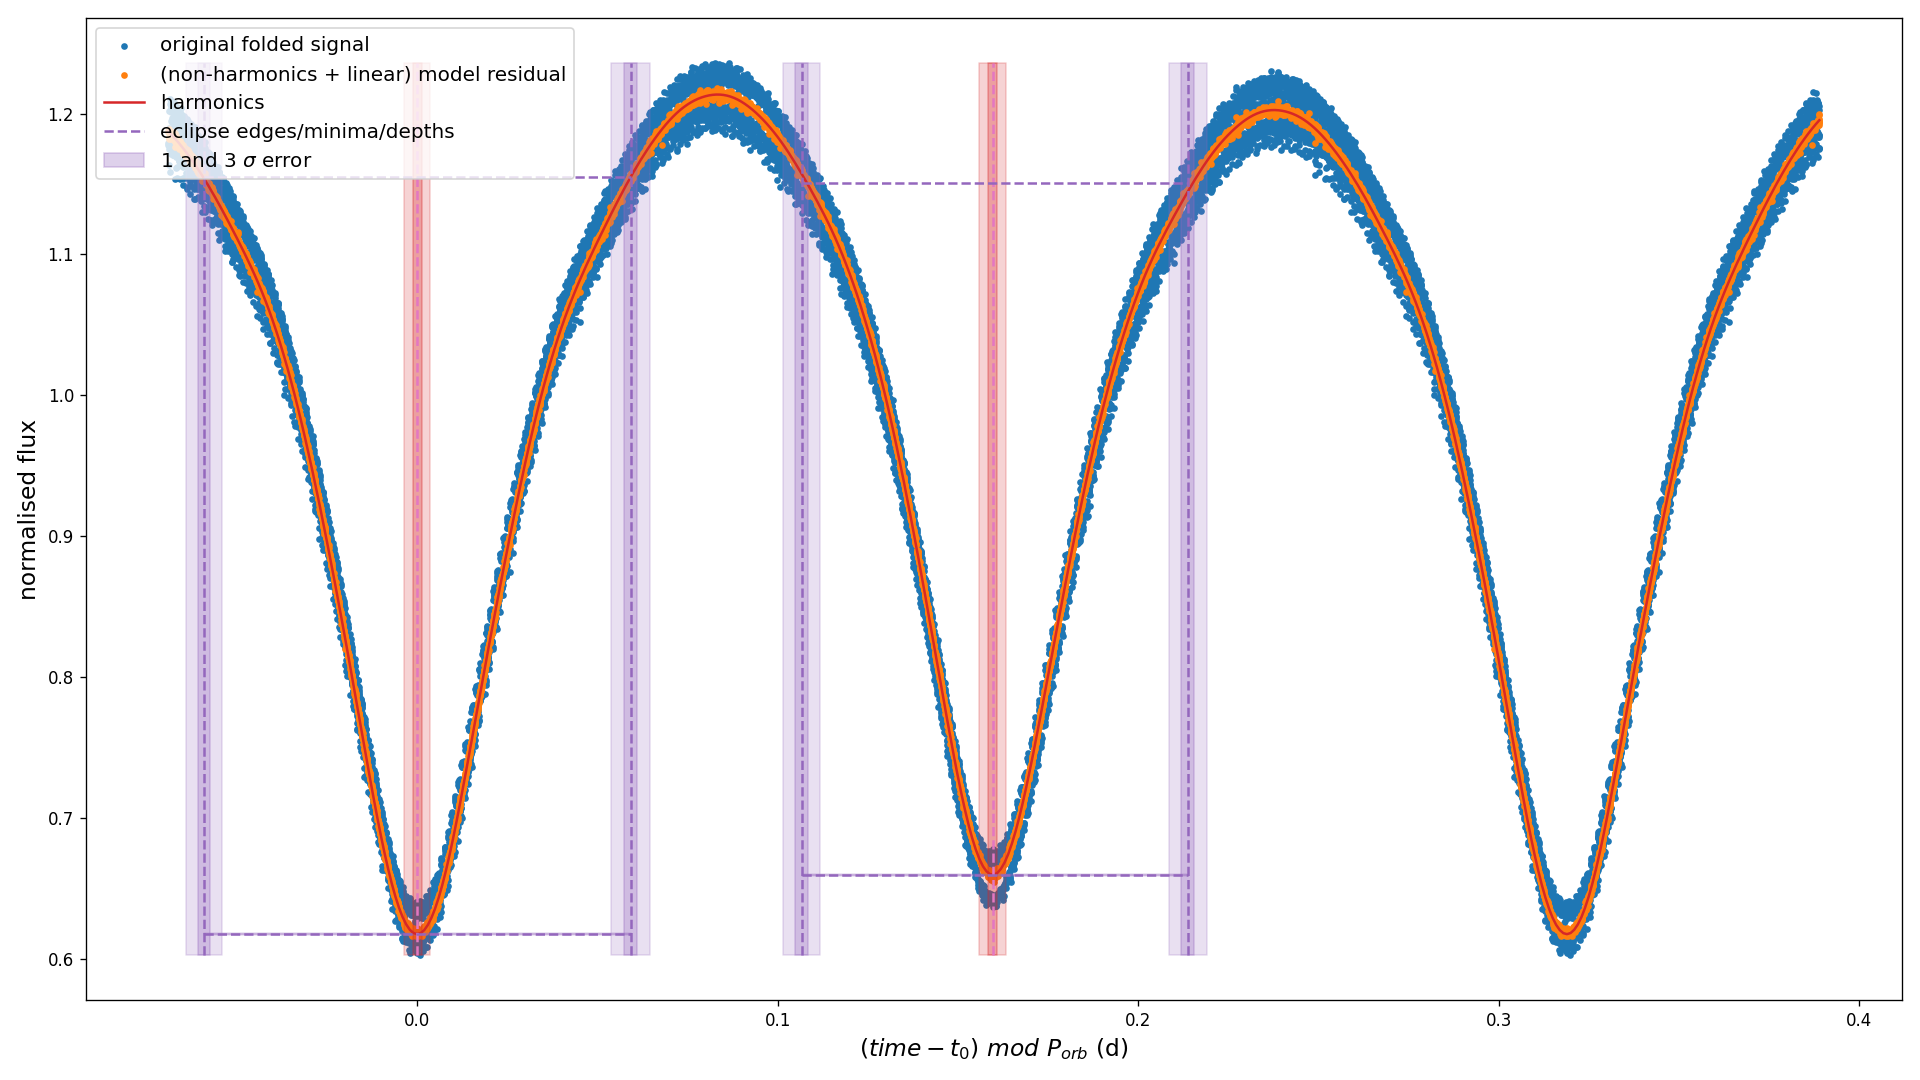 original folded signal
(non-harmonics + linear) model residual
harmonics
eclipse edges/minima/depths
1 and 3 σ error
normalised flux
1.2
1.1
1.0
0.9
0.8
0.7
0.6
0.0
0.1
0.2
0.3
0.4
(time − t₀) mod Pₒᵣb (d)